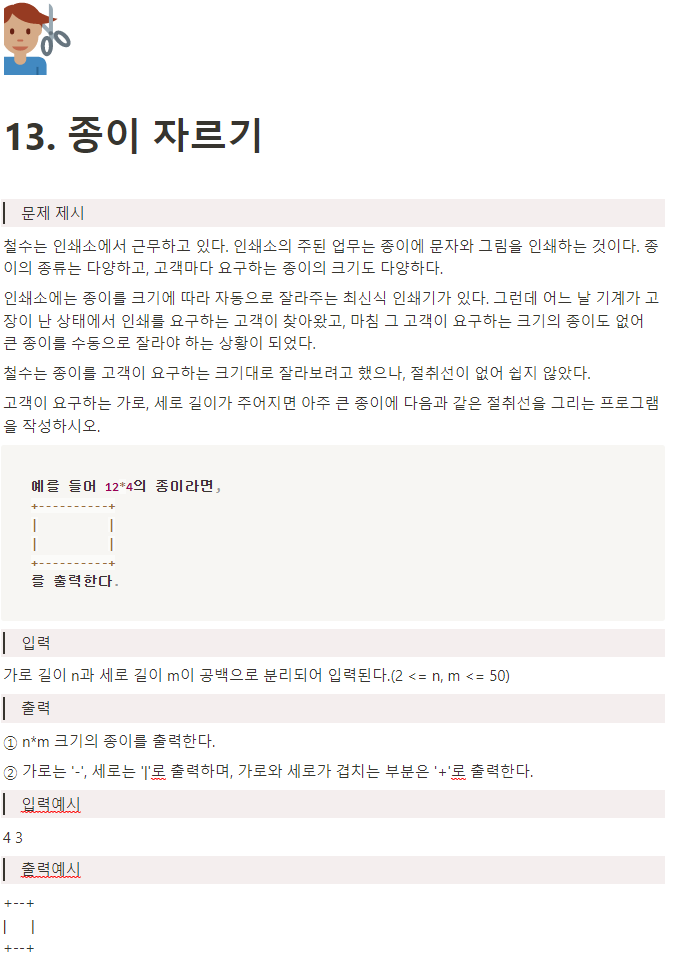 13. 종이 자르기
문제 제시
철수는 인쇄소에서 근무하고 있다. 인쇄소의 주된 업무는 종이에 문자와 그림을 인쇄하는 것이다. 종
이의 종류는 다양하고, 고객마다 요구하는 종이의 크기도 다양하다.
인쇄소에는 종이를 크기에 따라 자동으로 잘라주는 최신식 인쇄기가 있다. 그런데 어느 날 기계가 고
장이 난 상태에서 인쇄를 요구하는 고객이 찾아왔고, 마침 그 고객이 요구하는 크기의 종이도 없어
큰 종이를 수동으로 잘라야 하는 상황이 되었다.
철수는 종이를 고객이 요구하는 크기대로 잘라보려고 했으나, 절취선이 없어 쉽지 않았다.
고객이 요구하는 가로, 세로 길이가 주어지면 아주 큰 종이에 다음과 같은 절취선을 그리는 프로그램
을 작성하시오.
예를 들어 12*4의 종이라면,
+----------+
|          |
|          |
+----------+
를 출력한다.
입력
가로 길이 n과 세로 길이 m이 공백으로 분리되어 입력된다.(2 <= n, m <= 50)
출력
① n*m 크기의 종이를 출력한다.
② 가로는 '-', 세로는 '|'로 출력하며, 가로와 세로가 겹치는 부분은 '+'로 출력한다.
입력예시
4 3
출력예시
+--+
|  |
+--+